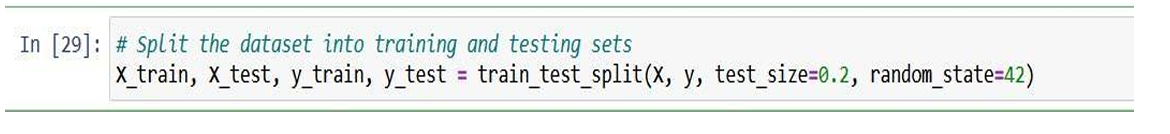 In [29]: # Split the dataset into training and testing sets
X_train, X_test, y_train, y_test = train_test_split(X, y, test_size=0.2, random_state=42)